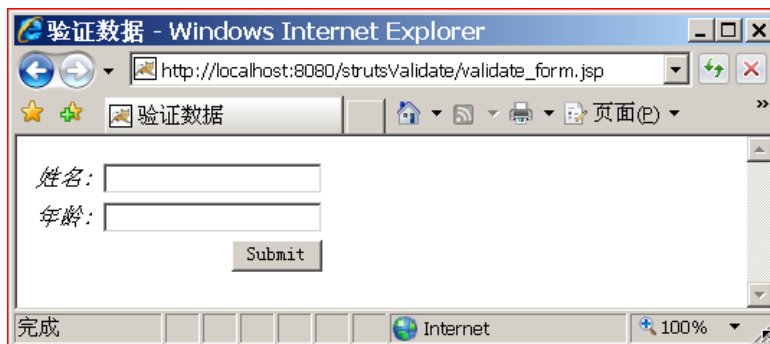 验证数据 - Windows Internet Explorer
http://localhost:8080/strutsValidate/validate_form.jsp
验证数据 页面(P)
姓名:
年龄:
Submit
完成 Internet 100%